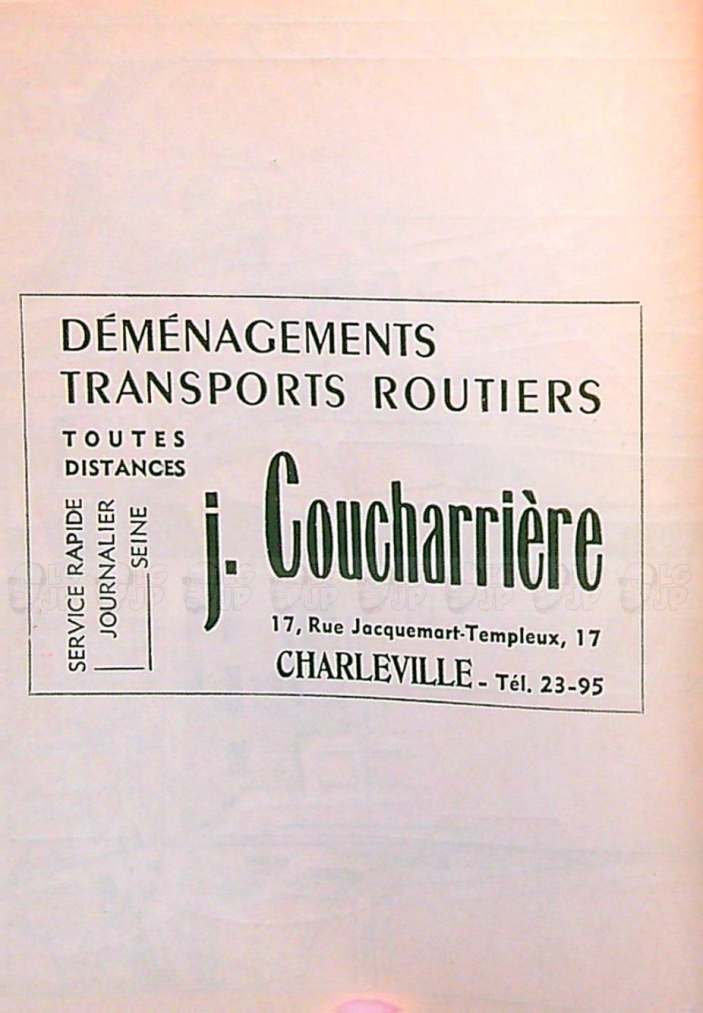 DÉMÉNAGEMENTS
TRANSPORTS ROUTIERS
TOUTES
DISTANCES
SERVICE RAPIDE
JOURNALIER
SEINE
j. Coucharrière
17, Rue Jacquemart-Templeux, 17
CHARLEVILLE - Tél. 23-95